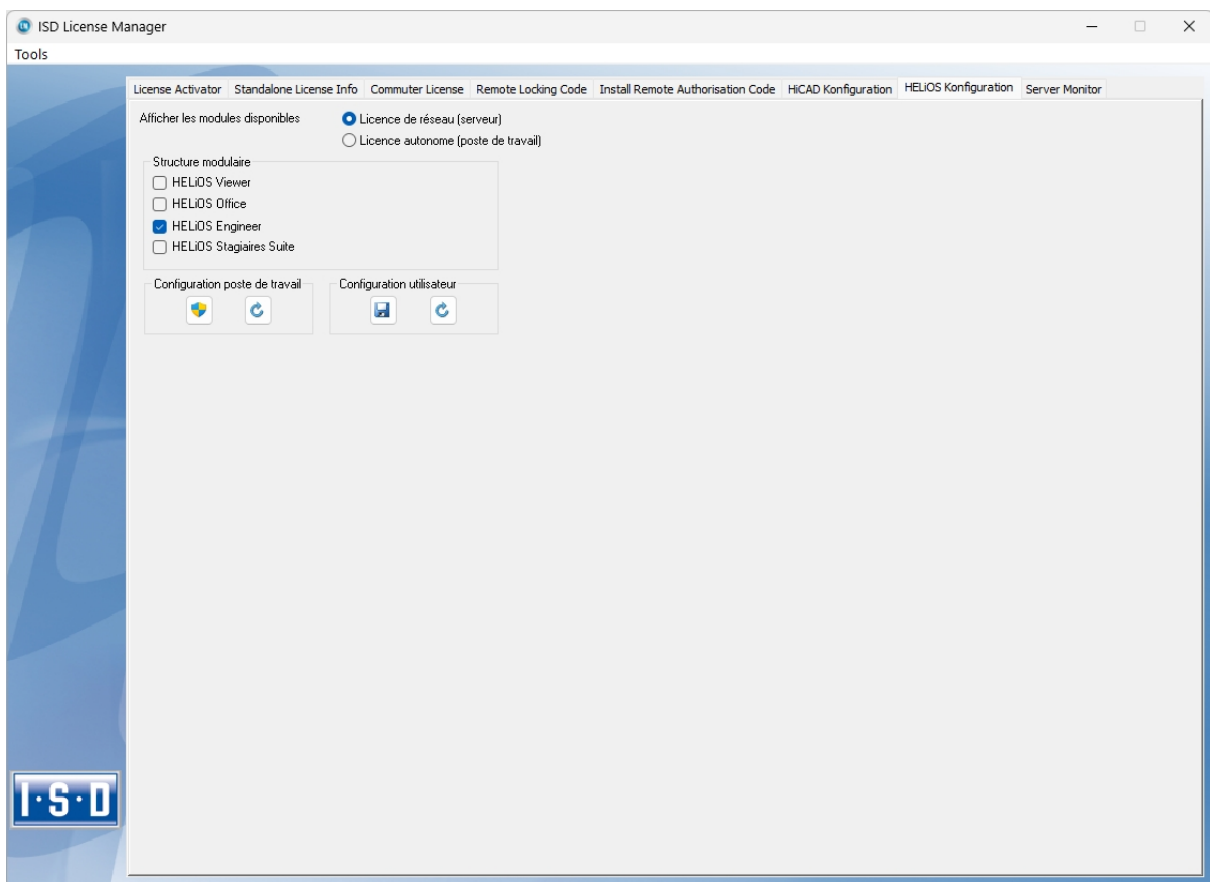 ISD License Manager
Tools
License Activator Standalone License Info Commuter License Remote Locking Code Install Remote Authorisation Code HiCAD Konfiguration HELiOS Konfiguration Server Monitor
Afficher les modules disponibles Licence de réseau (serveur)
Licence autonome (poste de travail)
Structure modulaire
HELiOS Viewer
HELiOS Office
HELiOS Engineer
HELiOS Stagiaires Suite
Configuration poste de travail Configuration utilisateur
I·S·D